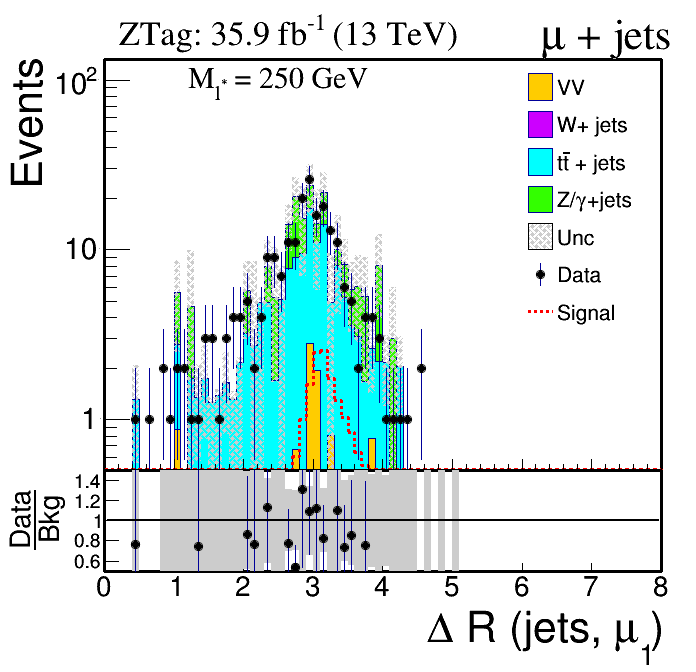 ZTag: 35.9 fb⁻¹ (13 TeV)
μ + jets
M_{l*} = 250 GeV
Events
10²
10
1
VV
W+ jets
tt̄ + jets
Z/γ+jets
Unc
Data
Signal
Data
Bkg
1.4
1.2
1
0.8
0.6
0 1 2 3 4 5 6 7 8
Δ R (jets, μ₁)